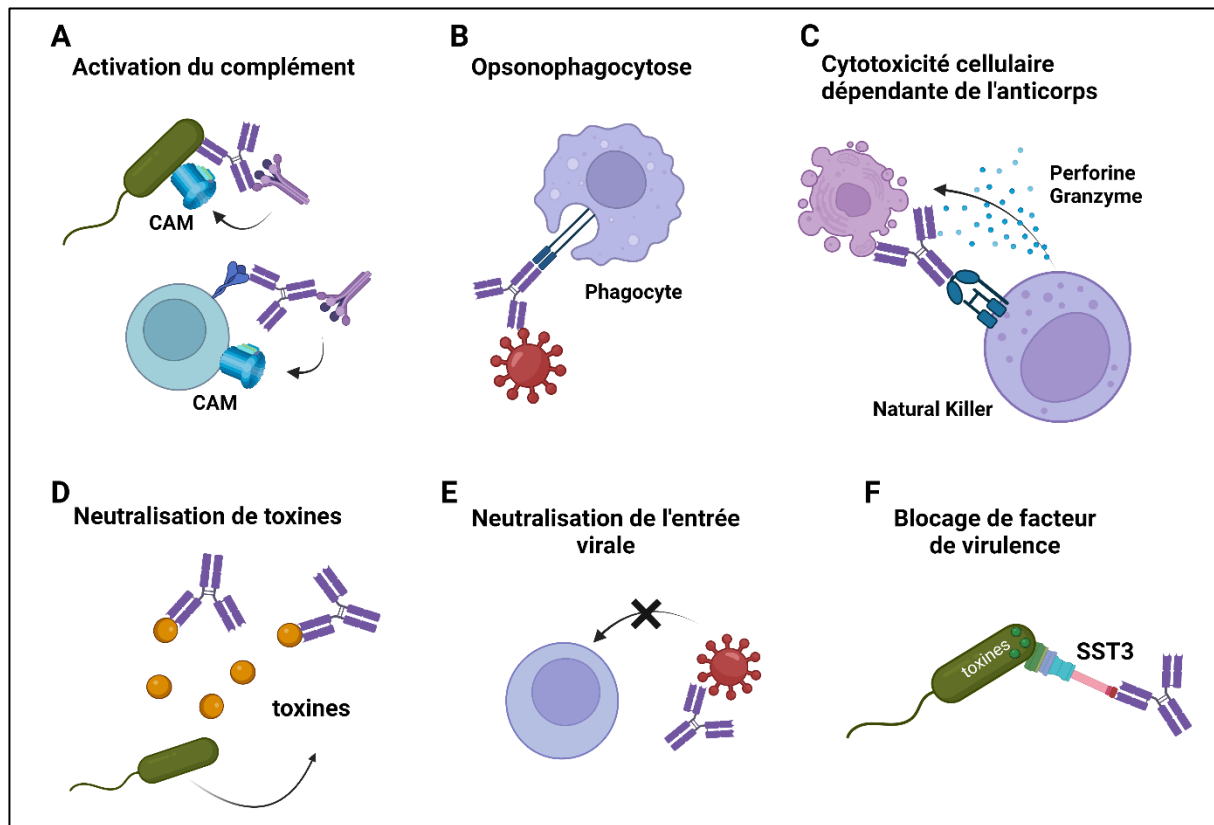 A
Activation du complément
CAM
CAM
B
Opsonophagocytose
Phagocyte
C
Cytotoxicité cellulaire
dépendante de l'anticorps
Perforine
Granzyme
Natural Killer
D
Neutralisation de toxines
toxines
E
Neutralisation de l'entrée
virale
F
Blocage de facteur
de virulence
toxines
SST3